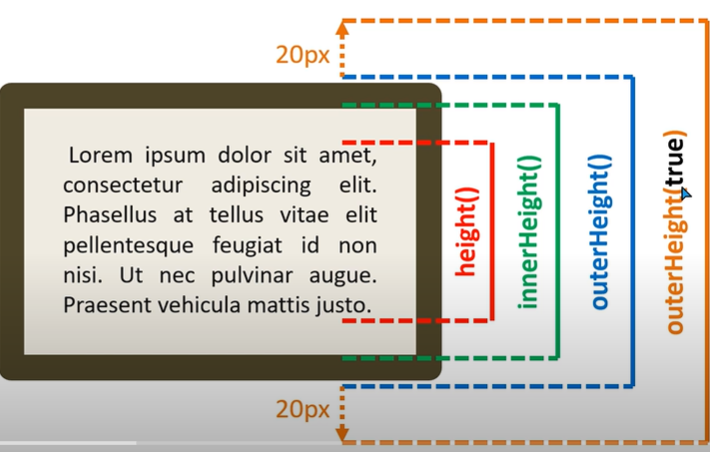 20px
Lorem ipsum dolor sit amet,
consectetur adipiscing elit.
Phasellus at tellus vitae elit
pellentesque feugiat id non
nisi. Ut nec pulvinar augue.
Praesent vehicula mattis justo.
height()
innerHeight()
outerHeight()
outerHeight(true)
20px